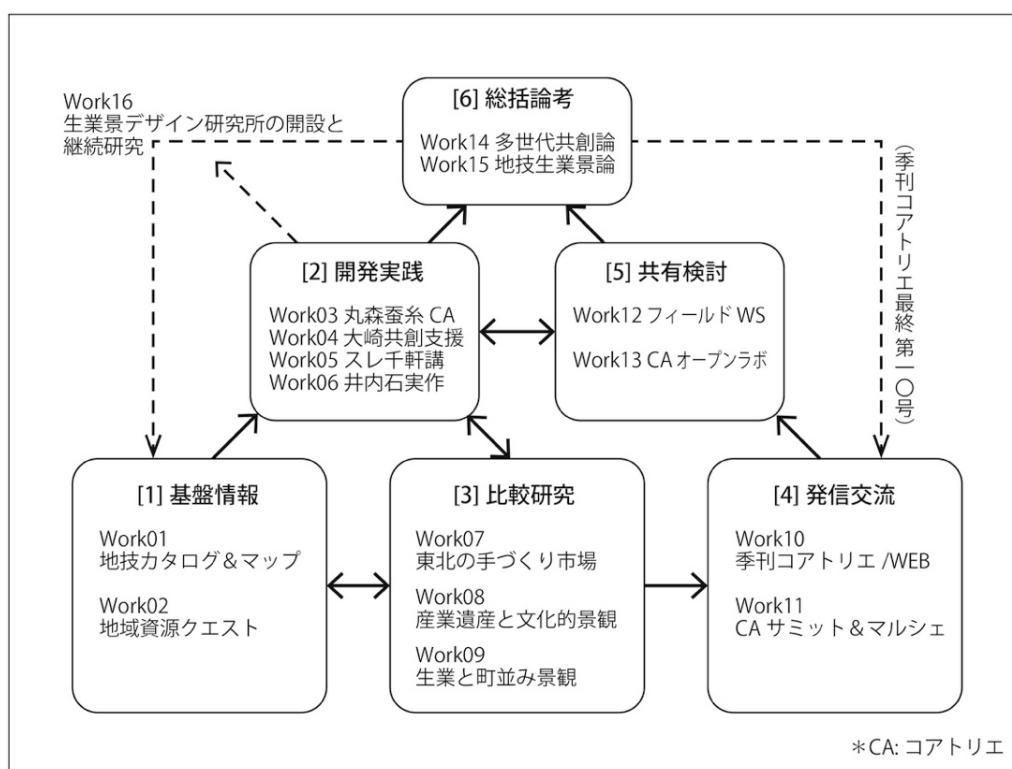 Work16
生業景デザイン研究所の開設と
継続研究
[6] 総括論考
Work14 多世代共創論
Work15 地技生業景論
(季刊コアトリエ最終第一〇号)
[2] 開発実践
Work03 丸森蚕糸 CA
Work04 大崎共創支援
Work05 スレ千軒講
Work06 井内石実作
[5] 共有検討
Work12 フィールド WS
Work13 CA オープンラボ
[1] 基盤情報
Work01
地技カタログ&マップ
Work02
地域資源クエスト
[3] 比較研究
Work07
東北の手づくり市場
Work08
産業遺産と文化的景観
Work09
生業と町並み景観
[4] 発信交流
Work10
季刊コアトリエ /WEB
Work11
CA サミット&マルシェ
*CA: コアトリエ